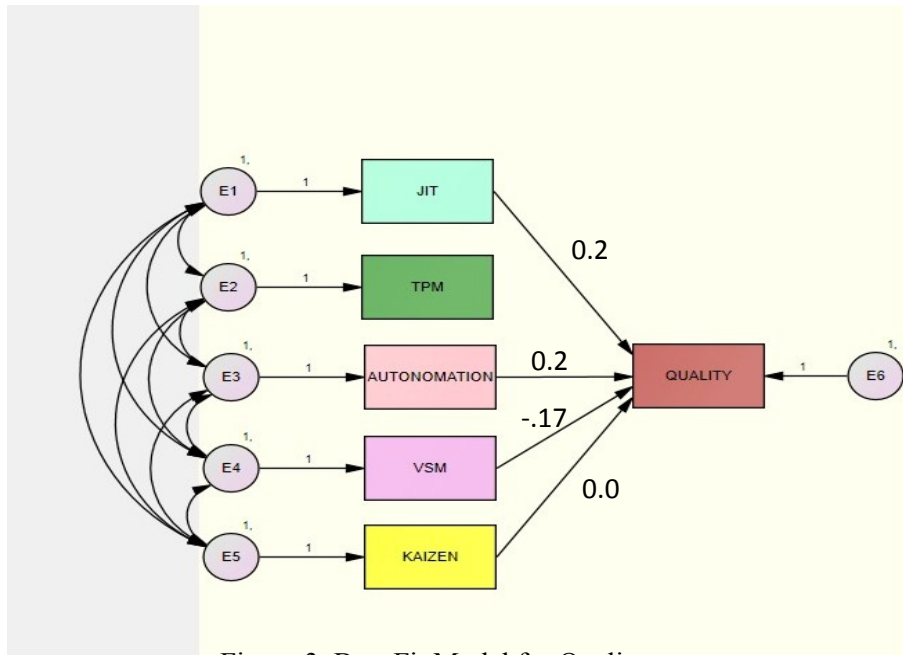 1,
E1
1
JIT
0.2
1,
E2
1
TPM
1,
E3
1
AUTONOMATION
0.2
QUALITY
1
1,
E6
-.17
1,
E4
1
VSM
0.0
1,
E5
1
KAIZEN